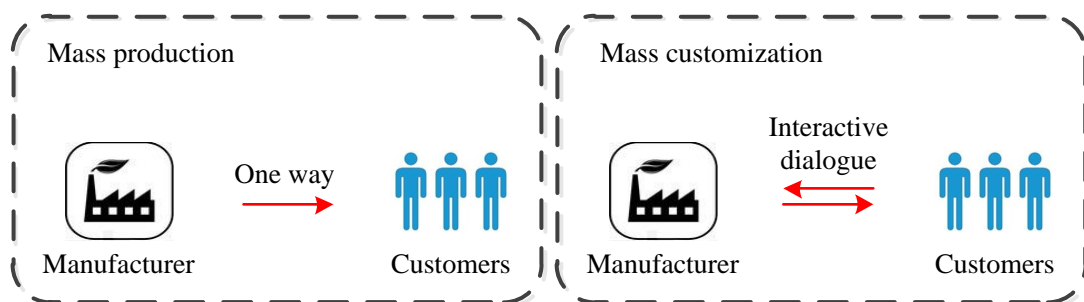 Mass production
One way
Manufacturer
Customers
Mass customization
Interactive
dialogue
Manufacturer
Customers